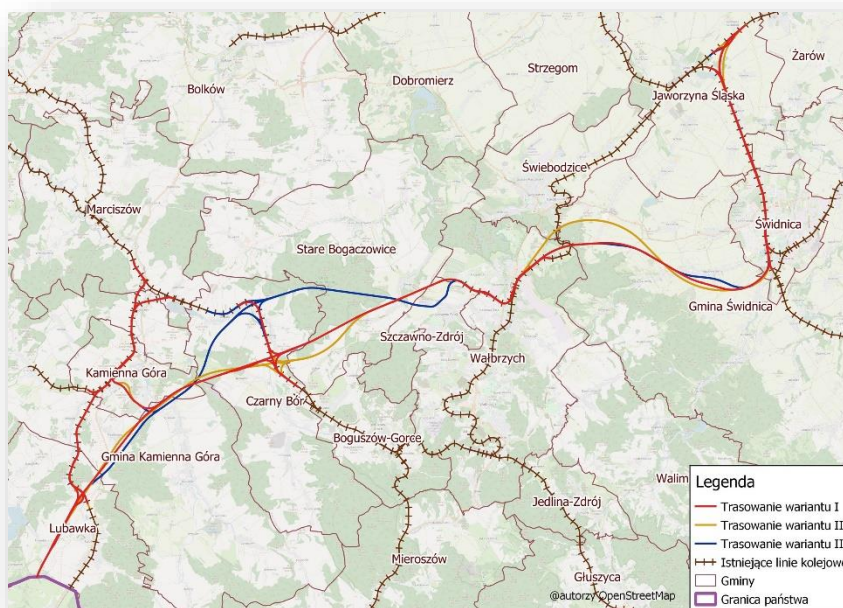 Bolków
Dobromierz
Strzegom
Żarów
Jaworzyna Śląska
Świebodzice
Marciszów
Świdnica
Stare Bogaczowice
Gmina Świdnica
Szczawno-Zdrój
Kamienna Góra
Wałbrzych
Czarny Bór
Boguszów-Gorce
Gmina Kamienna Góra
Walim
Jedlina-Zdrój
Lubawka
Mieroszów
Głuszyca
@autorzy OpenStreetMap
Legenda
Trasowanie wariantu I
Trasowanie wariantu II
Trasowanie wariantu II
Istniejące linie kolejowe
Gminy
Granica państwa